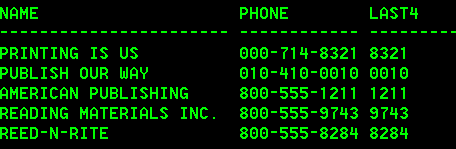 NAME PHONE LAST4
----------------------- ------------ ---------
PRINTING IS US 000-714-8321 8321
PUBLISH OUR WAY 010-410-0010 0010
AMERICAN PUBLISHING 800-555-1211 1211
READING MATERIALS INC. 800-555-9743 9743
REED-N-RITE 800-555-8284 8284